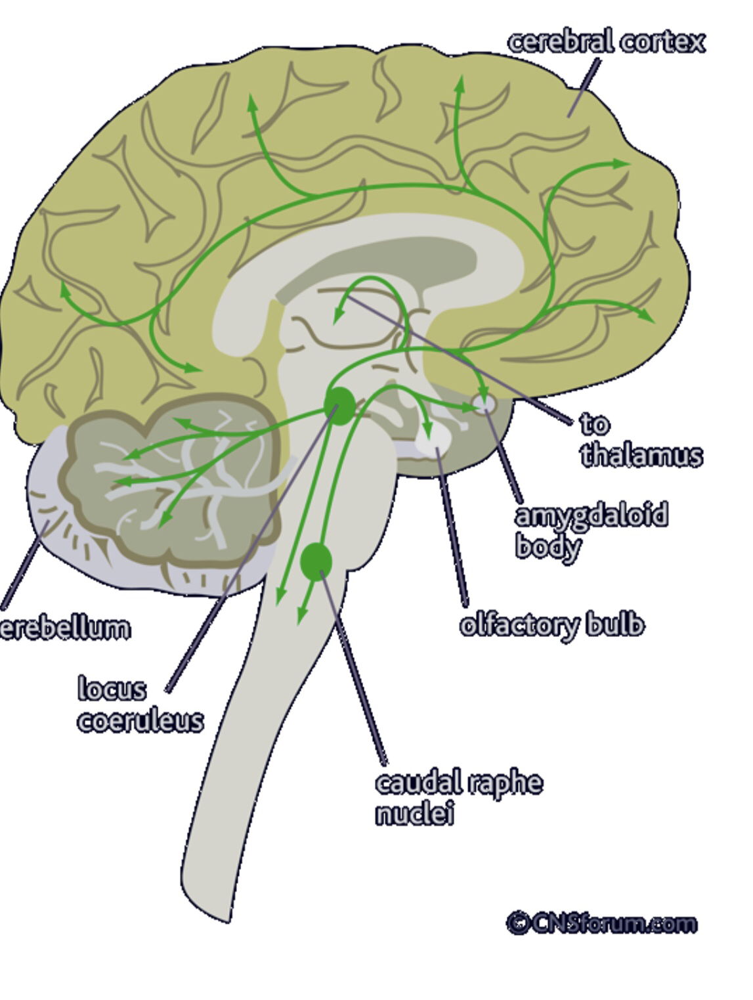 cerebral cortex
to
thalamus
amygdaloid
body
olfactory bulb
erebellum
locus
coeruleus
caudal raphe
nuclei
©CNSforum.com